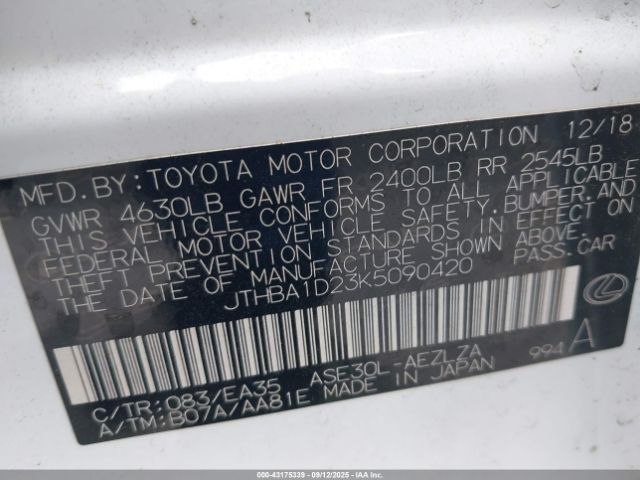 MFD. BY: TOYOTA MOTOR CORPORATION 12/18
GVWR 4630LB GAWR FR 2400LB RR 2545LB
THIS VEHICLE CONFORMS TO ALL APPLICABLE
FEDERAL MOTOR VEHICLE SAFETY, BUMPER, AND
THEFT PREVENTION STANDARDS IN EFFECT ON
THE DATE OF MANUFACTURE SHOWN ABOVE.
JTHBA1D23K5090420 PASS.CAR
C/TR: 083/EA35 ASE30L-AEZLZA 994 A
A/TM: B07A/AA81E MADE IN JAPAN
000-43175339 - 09/12/2025 - IAAI.CA